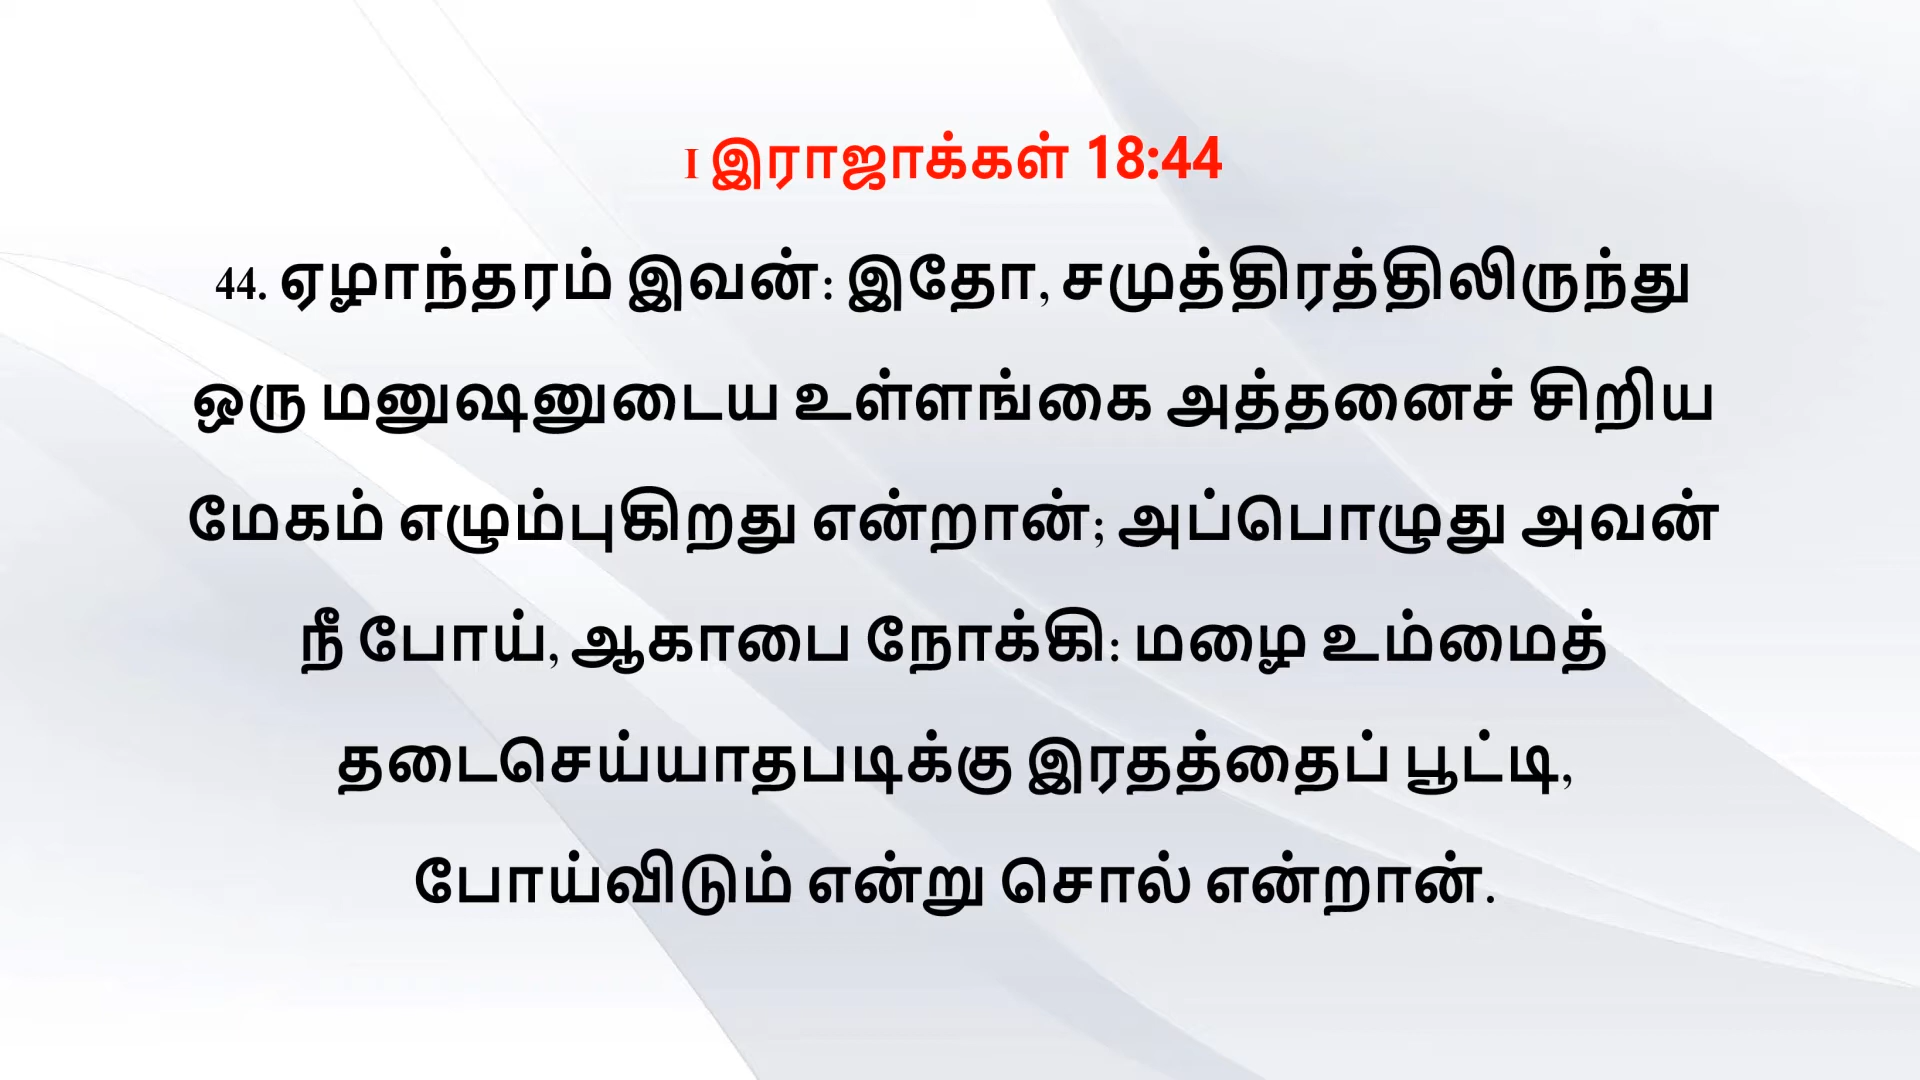 I இராஜாக்கள் 18:44
44. ஏழாந்தரம் இவன்: இதோ, சமுத்திரத்திலிருந்து
ஒரு மனுஷனுடைய உள்ளங்கை அத்தனைச் சிறிய
மேகம் எழும்புகிறது என்றான்; அப்பொழுது அவன்
நீ போய், ஆகாபை நோக்கி: மழை உம்மைத்
தடைசெய்யாதபடிக்கு இரதத்தைப் பூட்டி,
போய்விடும் என்று சொல் என்றான்.